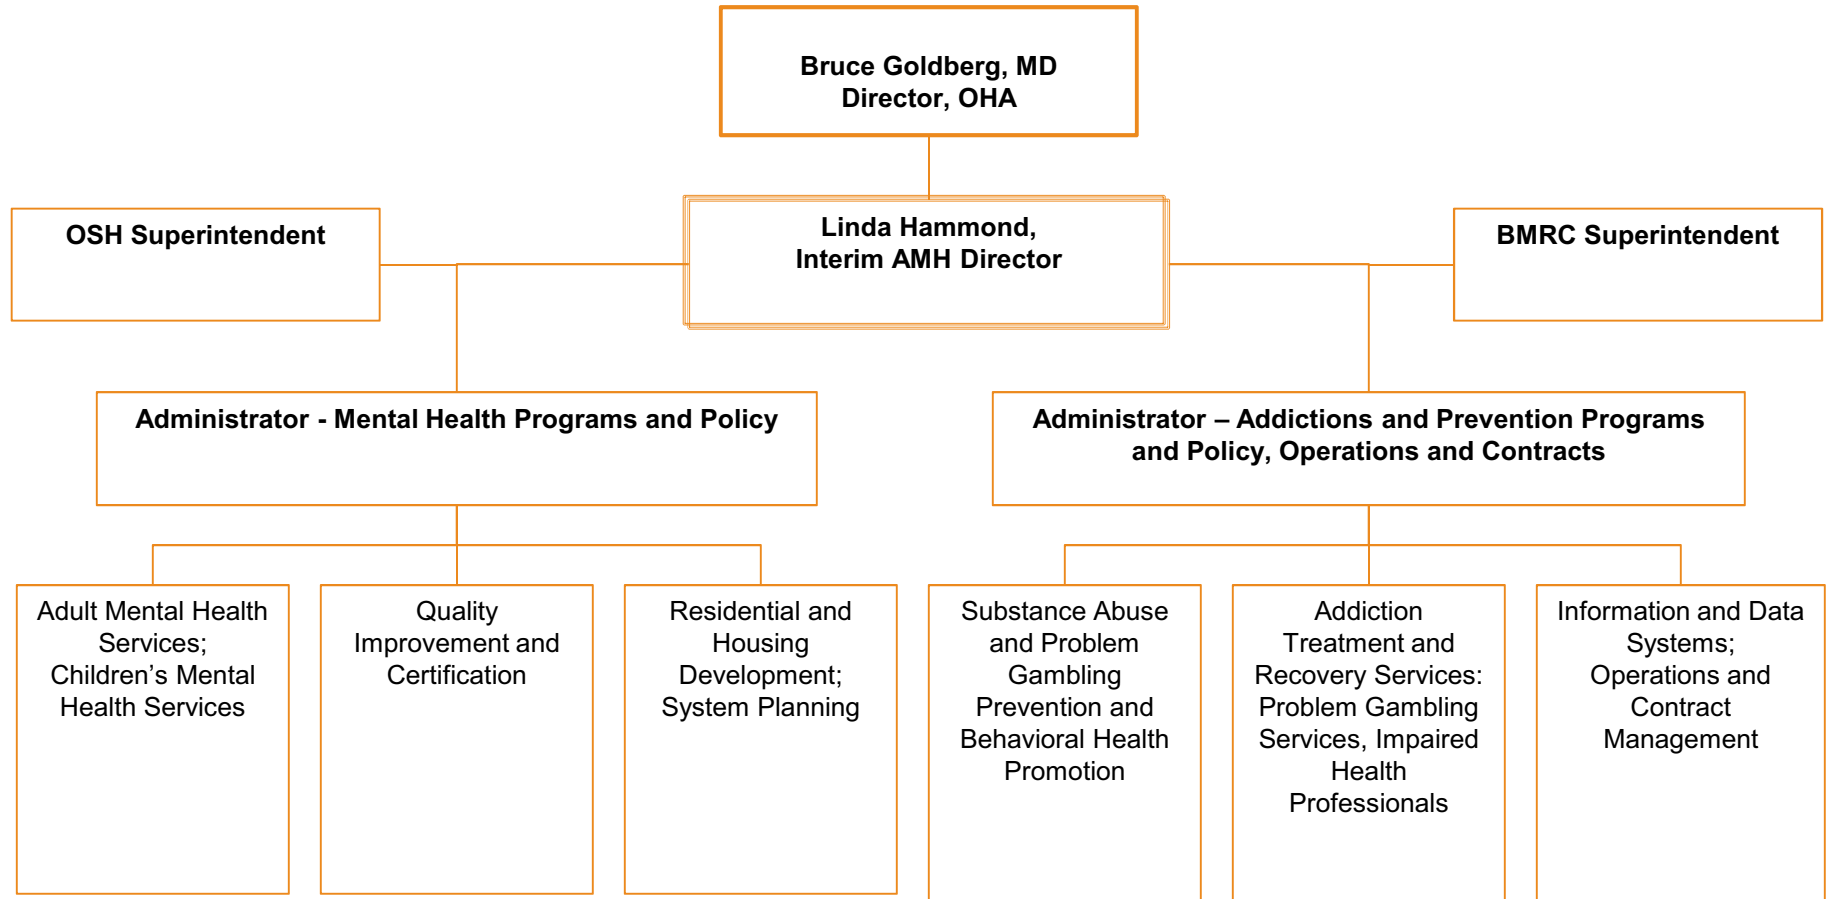 Bruce Goldberg, MD
Director, OHA
OSH Superintendent
Linda Hammond,
Interim AMH Director
BMRC Superintendent
Administrator - Mental Health Programs and Policy
Administrator – Addictions and Prevention Programs
and Policy, Operations and Contracts
Adult Mental Health
Services;
Children’s Mental
Health Services
Quality
Improvement and
Certification
Residential and
Housing
Development;
System Planning
Substance Abuse
and Problem
Gambling
Prevention and
Behavioral Health
Promotion
Addiction
Treatment and
Recovery Services:
Problem Gambling
Services, Impaired
Health
Professionals
Information and Data
Systems;
Operations and
Contract
Management